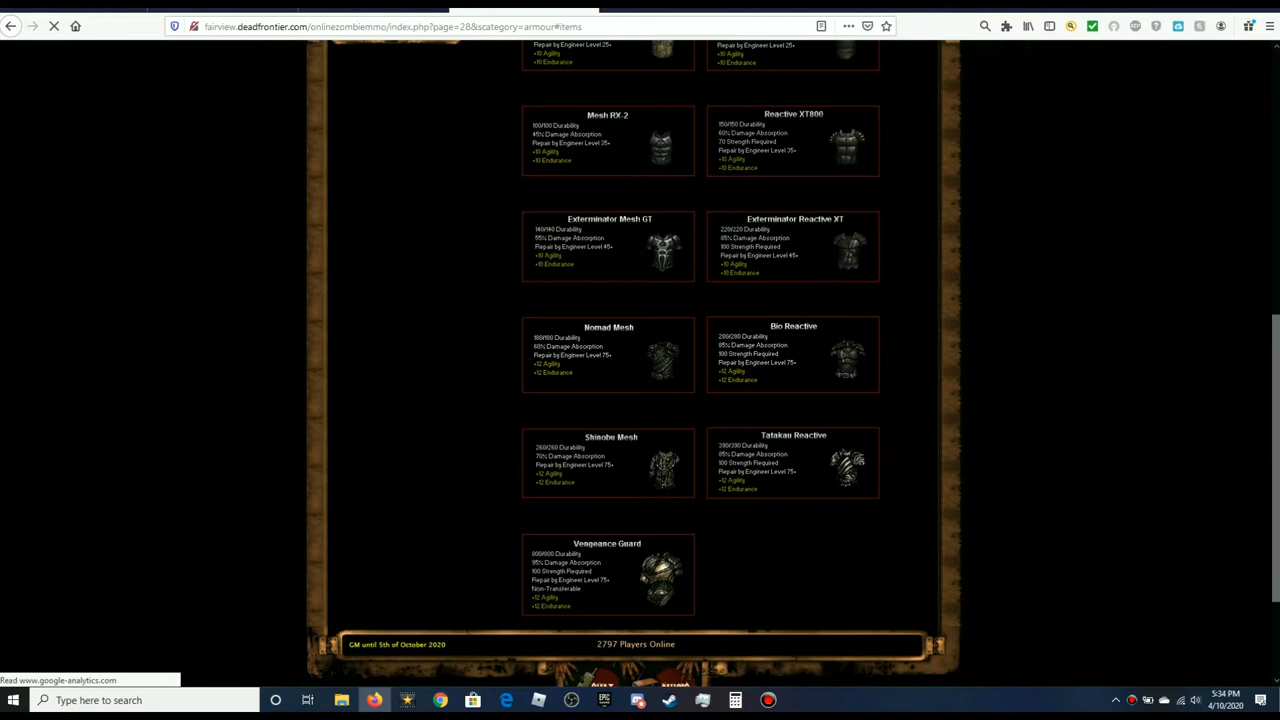 fairview.deadfrontier.com/onlinezombiemmo/index.php?page=28&scategory=armour#items
Repair by Engineer Level 25+
+10 Agility
+10 Endurance
Repair by Engineer Level 25+
+10 Agility
+10 Endurance
Mesh RX-2
100/100 Durability
45% Damage Absorption
Repair by Engineer Level 35+
+10 Agility
+10 Endurance
Reactive XT800
150/150 Durability
60% Damage Absorption
70 Strength Required
Repair by Engineer Level 35+
+10 Agility
+10 Endurance
Exterminator Mesh GT
140/140 Durability
55% Damage Absorption
Repair by Engineer Level 45+
+10 Agility
+10 Endurance
Exterminator Reactive XT
220/220 Durability
85% Damage Absorption
100 Strength Required
Repair by Engineer Level 45+
+10 Agility
+10 Endurance
Nomad Mesh
180/180 Durability
60% Damage Absorption
Repair by Engineer Level 75+
+12 Agility
+12 Endurance
Bio Reactive
280/280 Durability
85% Damage Absorption
100 Strength Required
Repair by Engineer Level 75+
+12 Agility
+12 Endurance
Shinobu Mesh
260/260 Durability
70% Damage Absorption
Repair by Engineer Level 75+
+12 Agility
+12 Endurance
Tatakau Reactive
390/390 Durability
85% Damage Absorption
100 Strength Required
Repair by Engineer Level 75+
+12 Agility
+12 Endurance
Vengeance Guard
800/800 Durability
95% Damage Absorption
100 Strength Required
Repair by Engineer Level 75+
Non-Transferable
+12 Agility
+12 Endurance
GM until 5th of October 2020
2797 Players Online
Read www.google-analytics.com
Type here to search
5:34 PM
4/10/2020